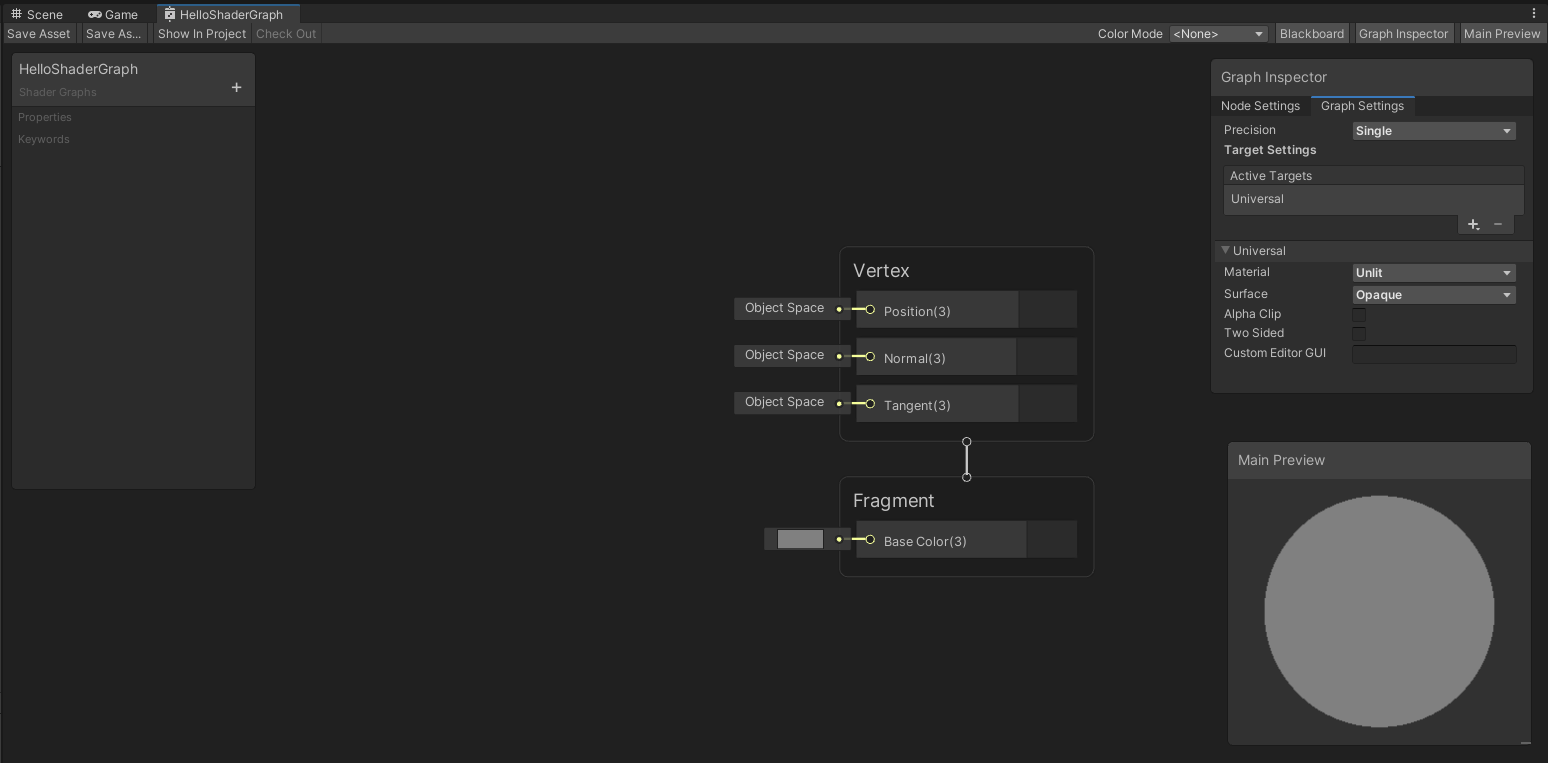 Scene Game HelloShaderGraph
Save Asset Save As... Show In Project Check Out Color Mode <None> Blackboard Graph Inspector Main Preview
HelloShaderGraph
Shader Graphs
+
Properties
Keywords
Vertex
Object Space Position(3)
Object Space Normal(3)
Object Space Tangent(3)
Fragment
Base Color(3)
Graph Inspector
Node Settings Graph Settings
Precision Single
Target Settings
Active Targets
Universal
+ −
Universal
Material Unlit
Surface Opaque
Alpha Clip
Two Sided
Custom Editor GUI
Main Preview